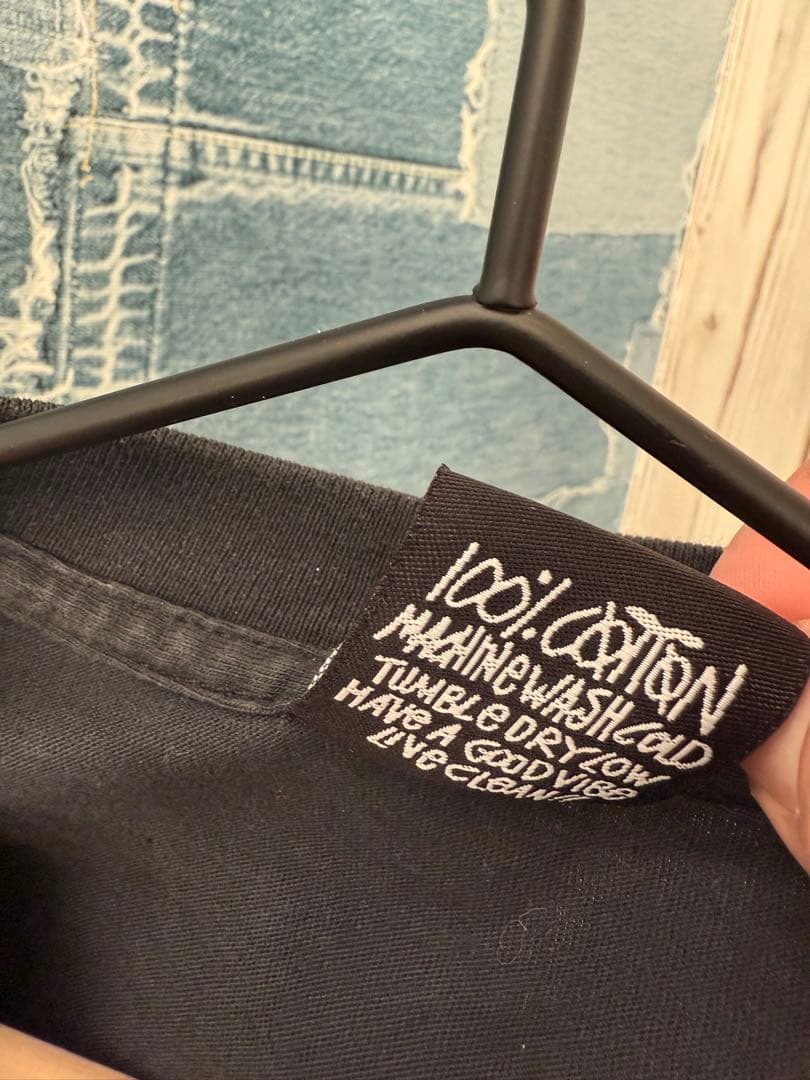 100% COTTON
MACHINE WASH COLD
TUMBLE DRY LOW
HAVE A GOOD VIBE
LIVE CLEAN!!